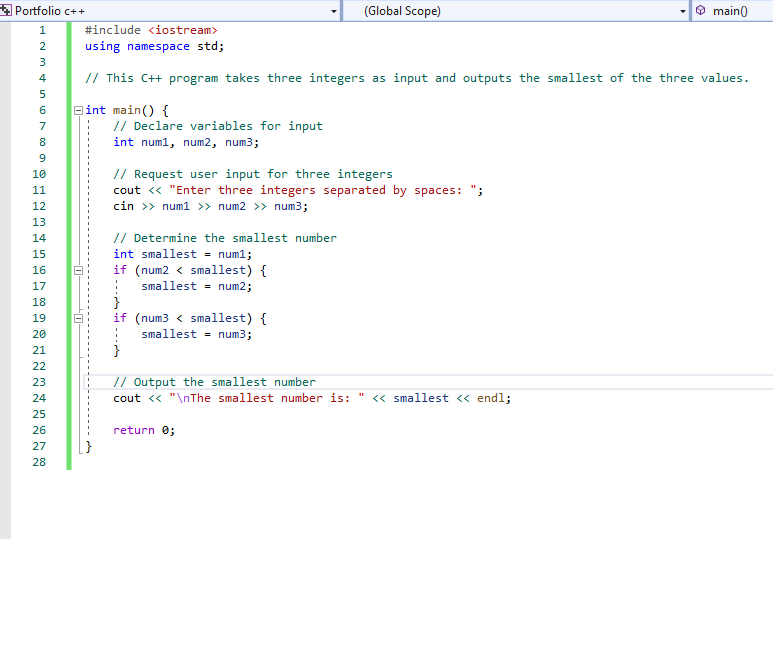 Portfolio c++ (Global Scope) main()
1 #include <iostream>
2 using namespace std;
3
4 // This C++ program takes three integers as input and outputs the smallest of the three values.
5
6 int main() {
7     // Declare variables for input
8     int num1, num2, num3;
9
10     // Request user input for three integers
11     cout << "Enter three integers separated by spaces: ";
12     cin >> num1 >> num2 >> num3;
13
14     // Determine the smallest number
15     int smallest = num1;
16     if (num2 < smallest) {
17         smallest = num2;
18     }
19     if (num3 < smallest) {
20         smallest = num3;
21     }
22
23     // Output the smallest number
24     cout << "\nThe smallest number is: " << smallest << endl;
25
26     return 0;
27 }
28